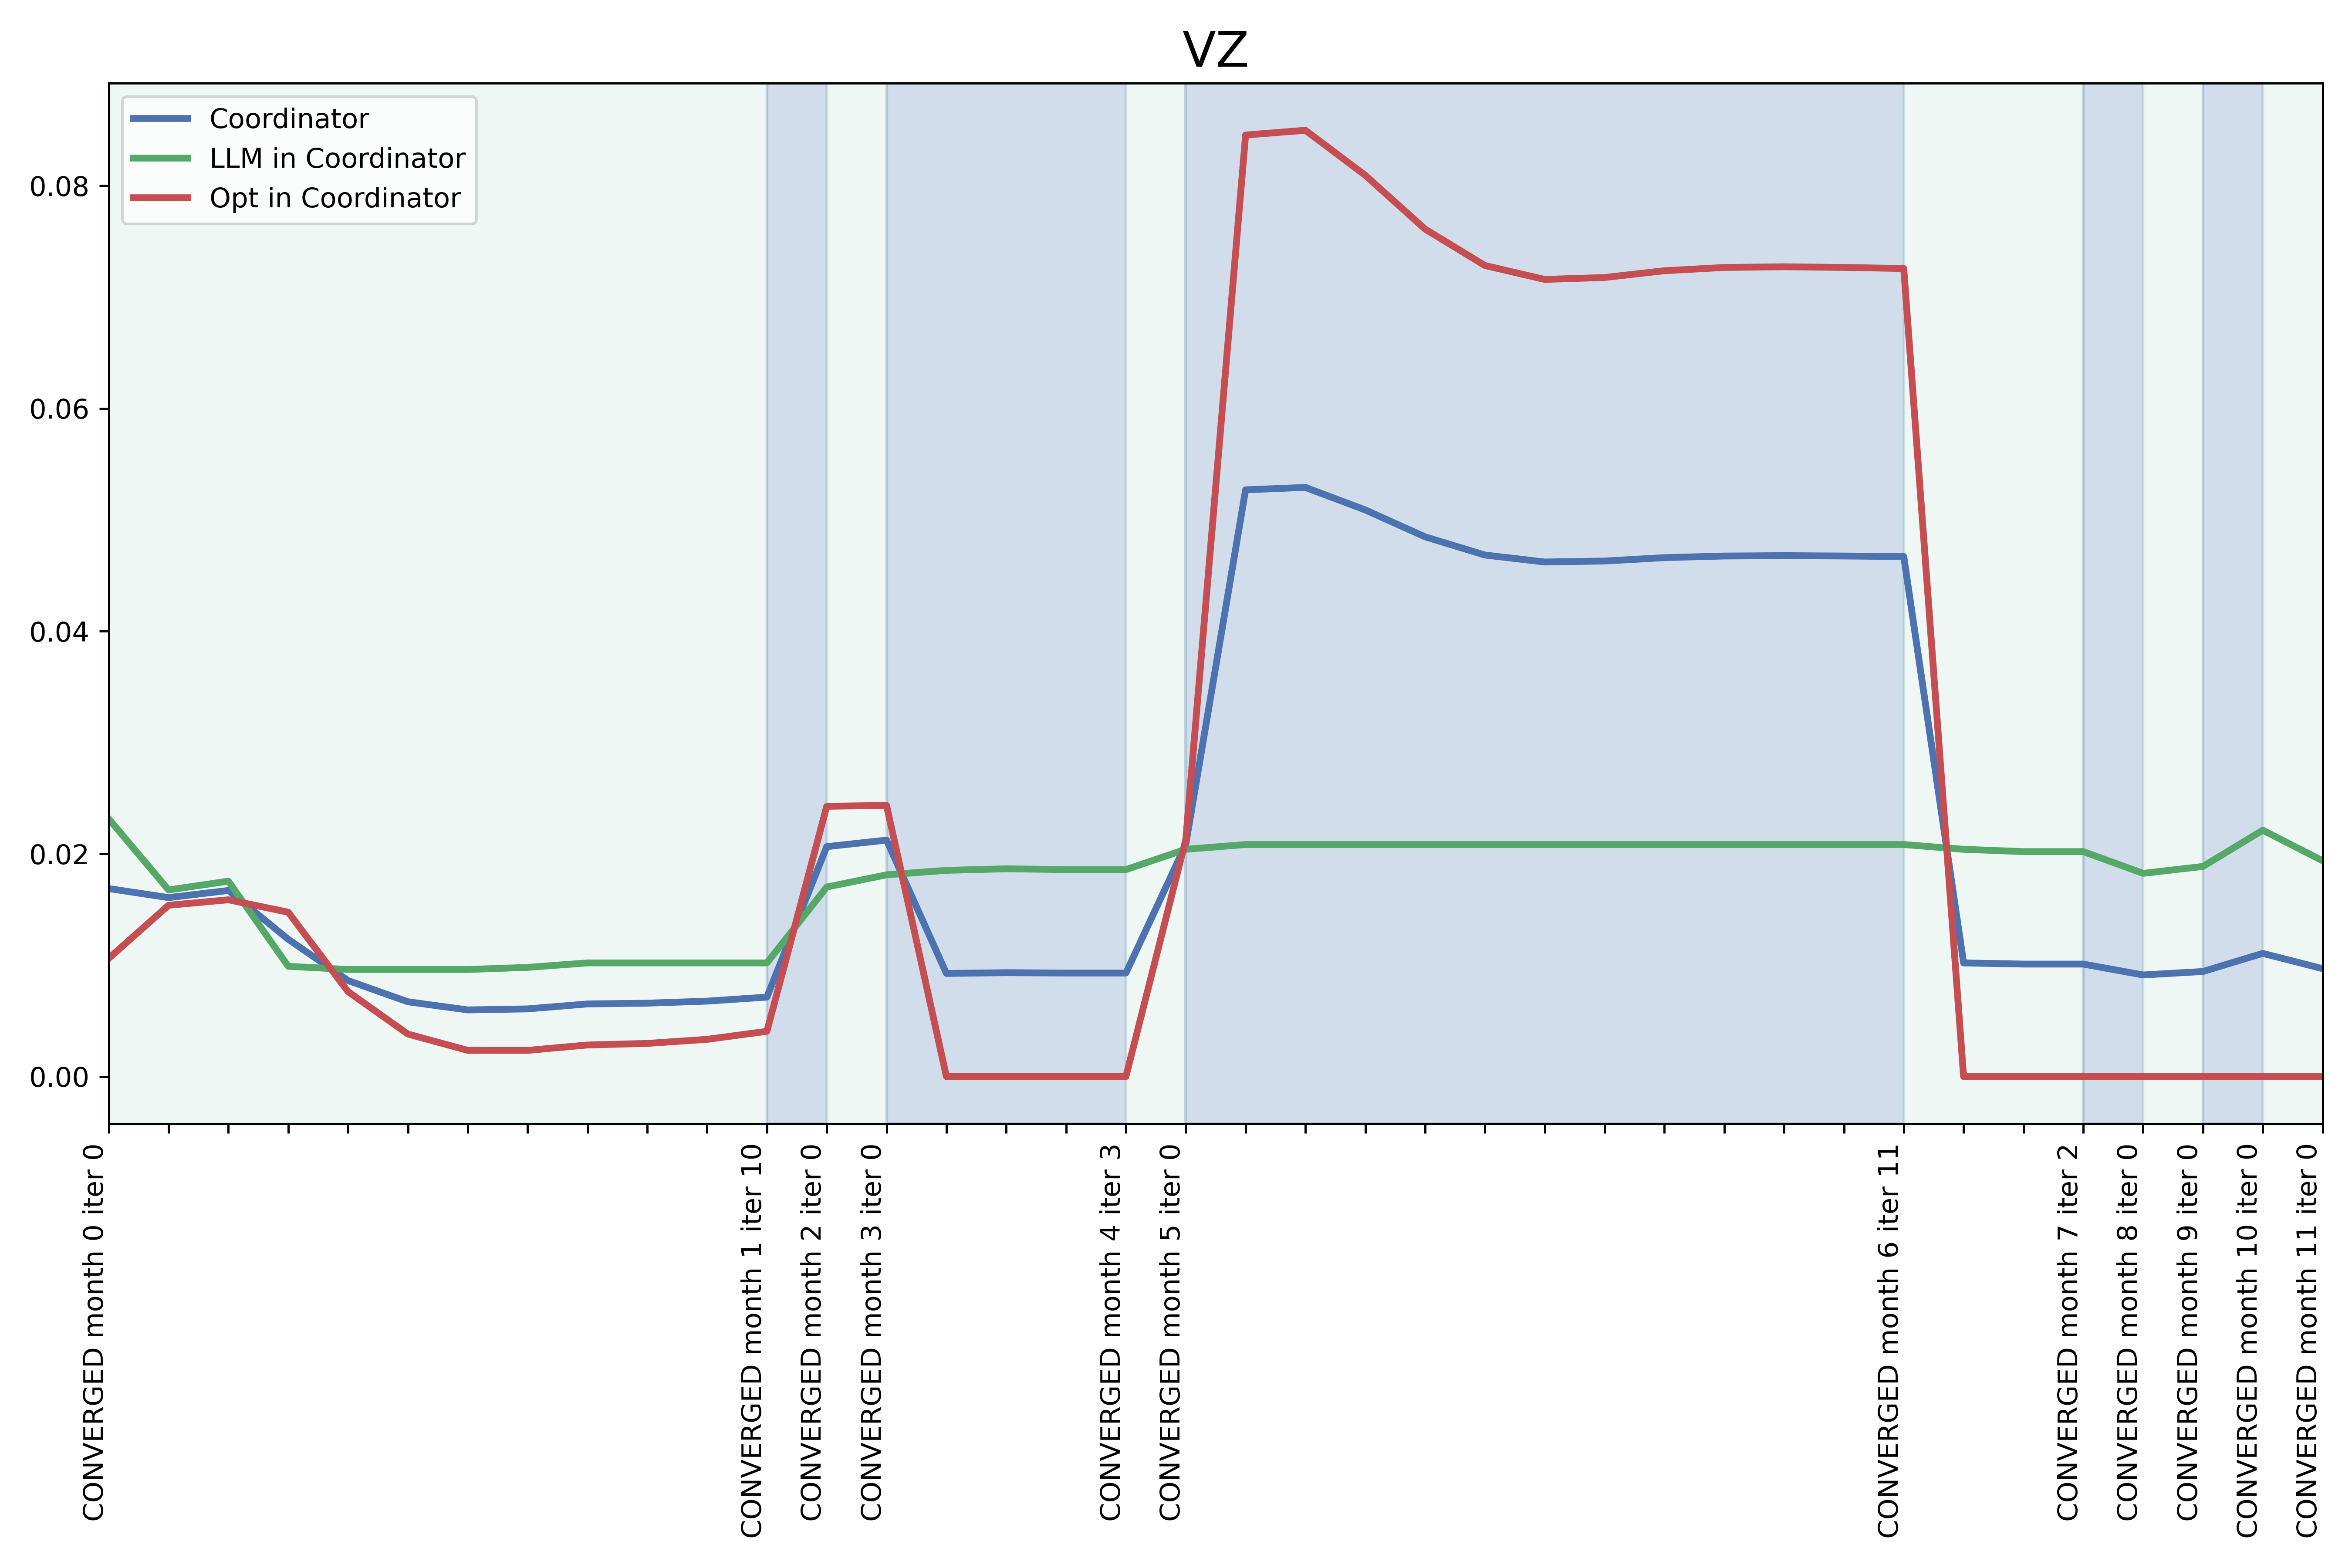 VZ
Coordinator
LLM in Coordinator
Opt in Coordinator
0.08
0.06
0.04
0.02
0.00
CONVERGED month 0 iter 0
CONVERGED month 1 iter 10
CONVERGED month 2 iter 0
CONVERGED month 3 iter 0
CONVERGED month 4 iter 3
CONVERGED month 5 iter 0
CONVERGED month 6 iter 11
CONVERGED month 7 iter 2
CONVERGED month 8 iter 0
CONVERGED month 9 iter 0
CONVERGED month 10 iter 0
CONVERGED month 11 iter 0